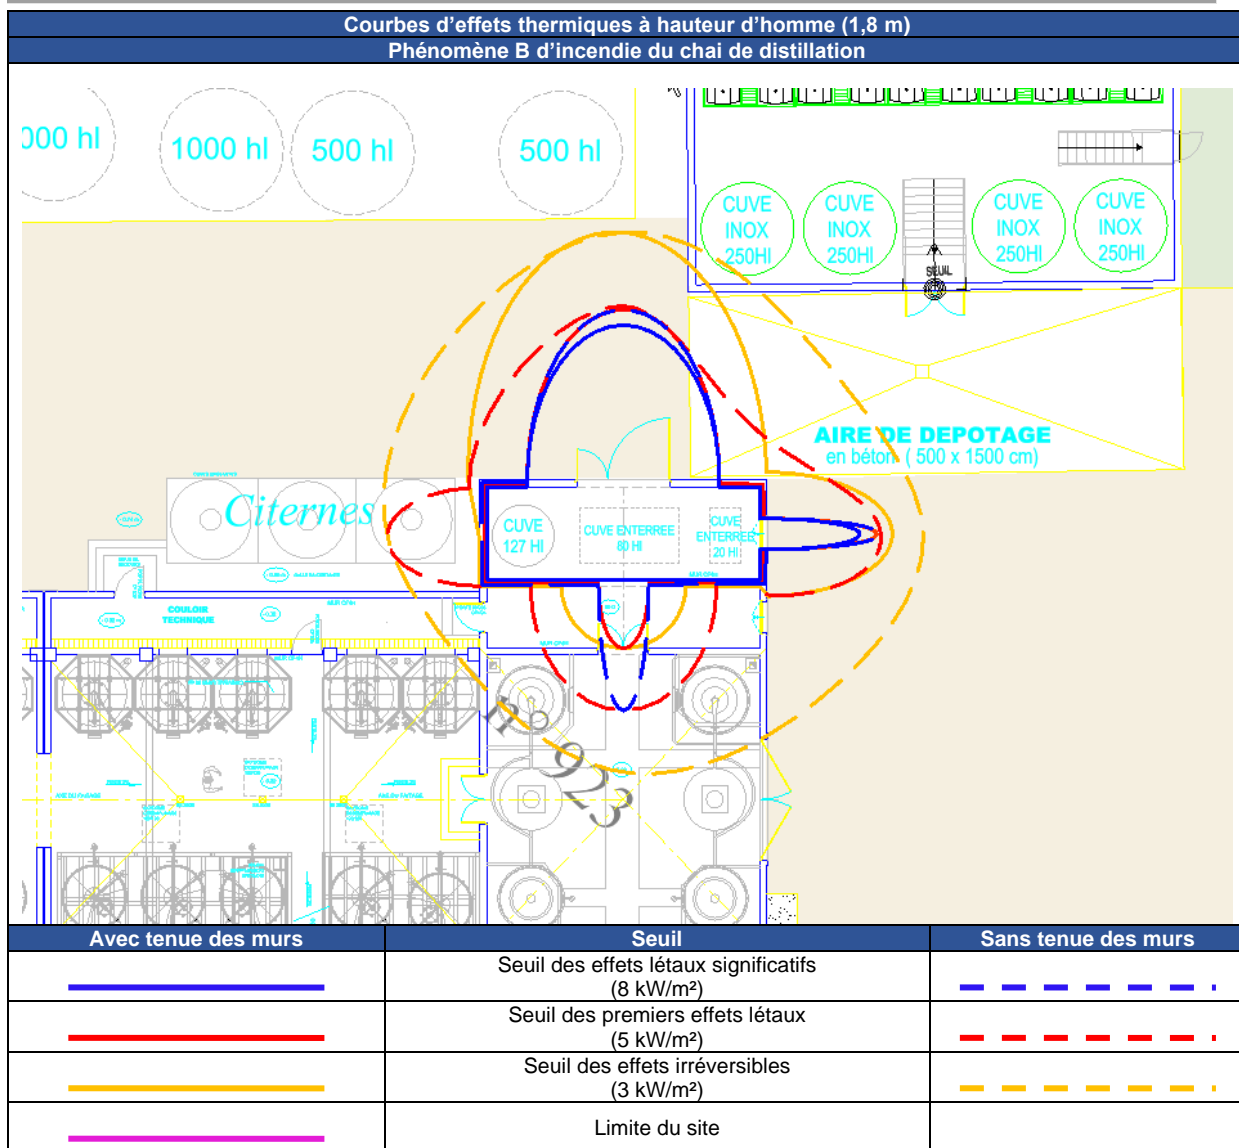 Courbes d’effets thermiques à hauteur d’homme (1,8 m)
Phénomène B d’incendie du chai de distillation
000 hl
1000 hl
500 hl
500 hl
CUVE
INOX
250Hl
CUVE
INOX
250Hl
CUVE
INOX
250Hl
CUVE
INOX
250Hl
SEUIL
AIRE DE DEPOTAGE
en béton ( 500 x 1500 cm)
Citernes
CUVE
127 Hl
CUVE ENTERREE
80 Hl
CUVE
ENTERREE
20 Hl
COULOIR
TECHNIQUE
n° 923
Avec tenue des murs
Seuil
Sans tenue des murs
Seuil des effets létaux significatifs
(8 kW/m²)
Seuil des premiers effets létaux
(5 kW/m²)
Seuil des effets irréversibles
(3 kW/m²)
Limite du site